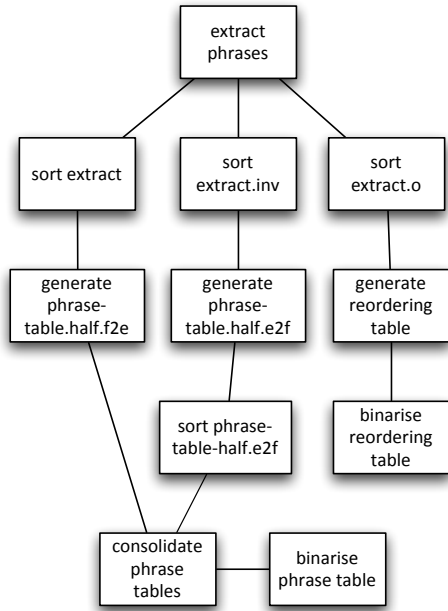 extract
phrases
sort extract
sort
extract.inv
sort
extract.o
generate
phrase-
table.half.f2e
generate
phrase-
table.half.e2f
generate
reordering
table
sort phrase-
table-half.e2f
binarise
reordering
table
consolidate
phrase
tables
binarise
phrase table